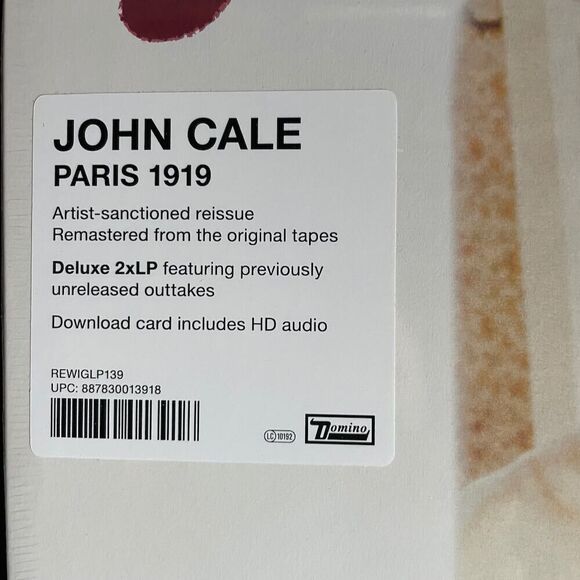 JOHN CALE
PARIS 1919
Artist-sanctioned reissue
Remastered from the original tapes
Deluxe 2xLP featuring previously
unreleased outtakes
Download card includes HD audio
REWIGLP139
UPC: 887830013918
LC 10192
Domino